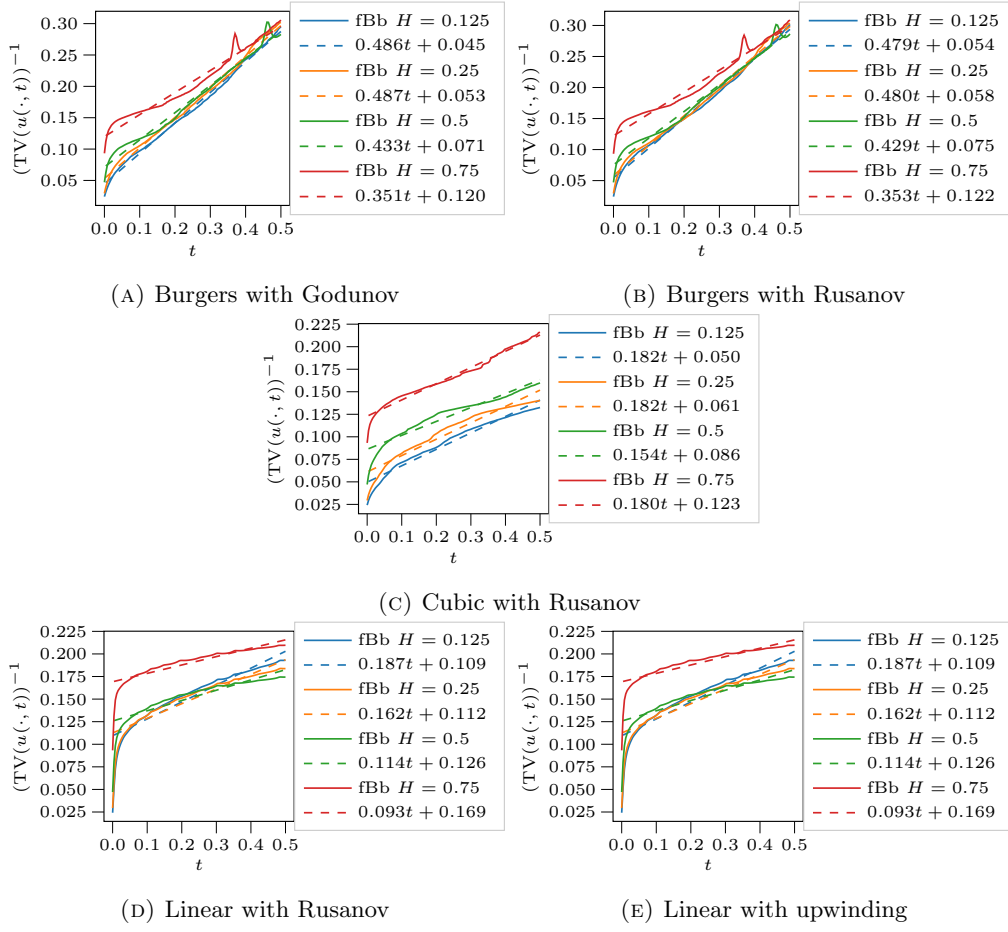 (TV(u(·, t)))⁻¹
0.30
0.25
0.20
0.15
0.10
0.05
0.0 0.1 0.2 0.3 0.4 0.5
t
fBb H = 0.125
0.486t + 0.045
fBb H = 0.25
0.487t + 0.053
fBb H = 0.5
0.433t + 0.071
fBb H = 0.75
0.351t + 0.120
(A) Burgers with Godunov
(TV(u(·, t)))⁻¹
0.30
0.25
0.20
0.15
0.10
0.05
0.0 0.1 0.2 0.3 0.4 0.5
t
fBb H = 0.125
0.479t + 0.054
fBb H = 0.25
0.480t + 0.058
fBb H = 0.5
0.429t + 0.075
fBb H = 0.75
0.353t + 0.122
(B) Burgers with Rusanov
(TV(u(·, t)))⁻¹
0.225
0.200
0.175
0.150
0.125
0.100
0.075
0.050
0.025
0.0 0.1 0.2 0.3 0.4 0.5
t
fBb H = 0.125
0.182t + 0.050
fBb H = 0.25
0.182t + 0.061
fBb H = 0.5
0.154t + 0.086
fBb H = 0.75
0.180t + 0.123
(C) Cubic with Rusanov
(TV(u(·, t)))⁻¹
0.225
0.200
0.175
0.150
0.125
0.100
0.075
0.050
0.025
0.0 0.1 0.2 0.3 0.4 0.5
t
fBb H = 0.125
0.187t + 0.109
fBb H = 0.25
0.162t + 0.112
fBb H = 0.5
0.114t + 0.126
fBb H = 0.75
0.093t + 0.169
(D) Linear with Rusanov
(TV(u(·, t)))⁻¹
0.225
0.200
0.175
0.150
0.125
0.100
0.075
0.050
0.025
0.0 0.1 0.2 0.3 0.4 0.5
t
fBb H = 0.125
0.187t + 0.109
fBb H = 0.25
0.162t + 0.112
fBb H = 0.5
0.114t + 0.126
fBb H = 0.75
0.093t + 0.169
(E) Linear with upwinding